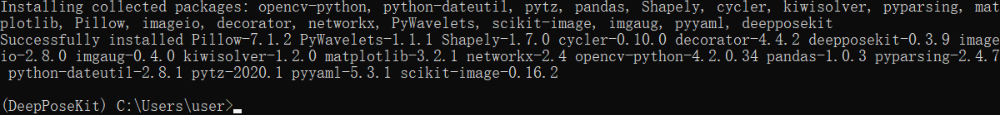 Installing collected packages: opencv-python, python-dateutil, pytz, pandas, Shapely, cycler, kiwisolver, pyparsing, mat
plotlib, Pillow, imageio, decorator, networkx, PyWavelets, scikit-image, imgaug, pyyaml, deepposekit
Successfully installed Pillow-7.1.2 PyWavelets-1.1.1 Shapely-1.7.0 cycler-0.10.0 decorator-4.4.2 deepposekit-0.3.9 image
io-2.8.0 imgaug-0.4.0 kiwisolver-1.2.0 matplotlib-3.2.1 networkx-2.4 opencv-python-4.2.0.34 pandas-1.0.3 pyparsing-2.4.7
 python-dateutil-2.8.1 pytz-2020.1 pyyaml-5.3.1 scikit-image-0.16.2
(DeepPoseKit) C:\Users\user>